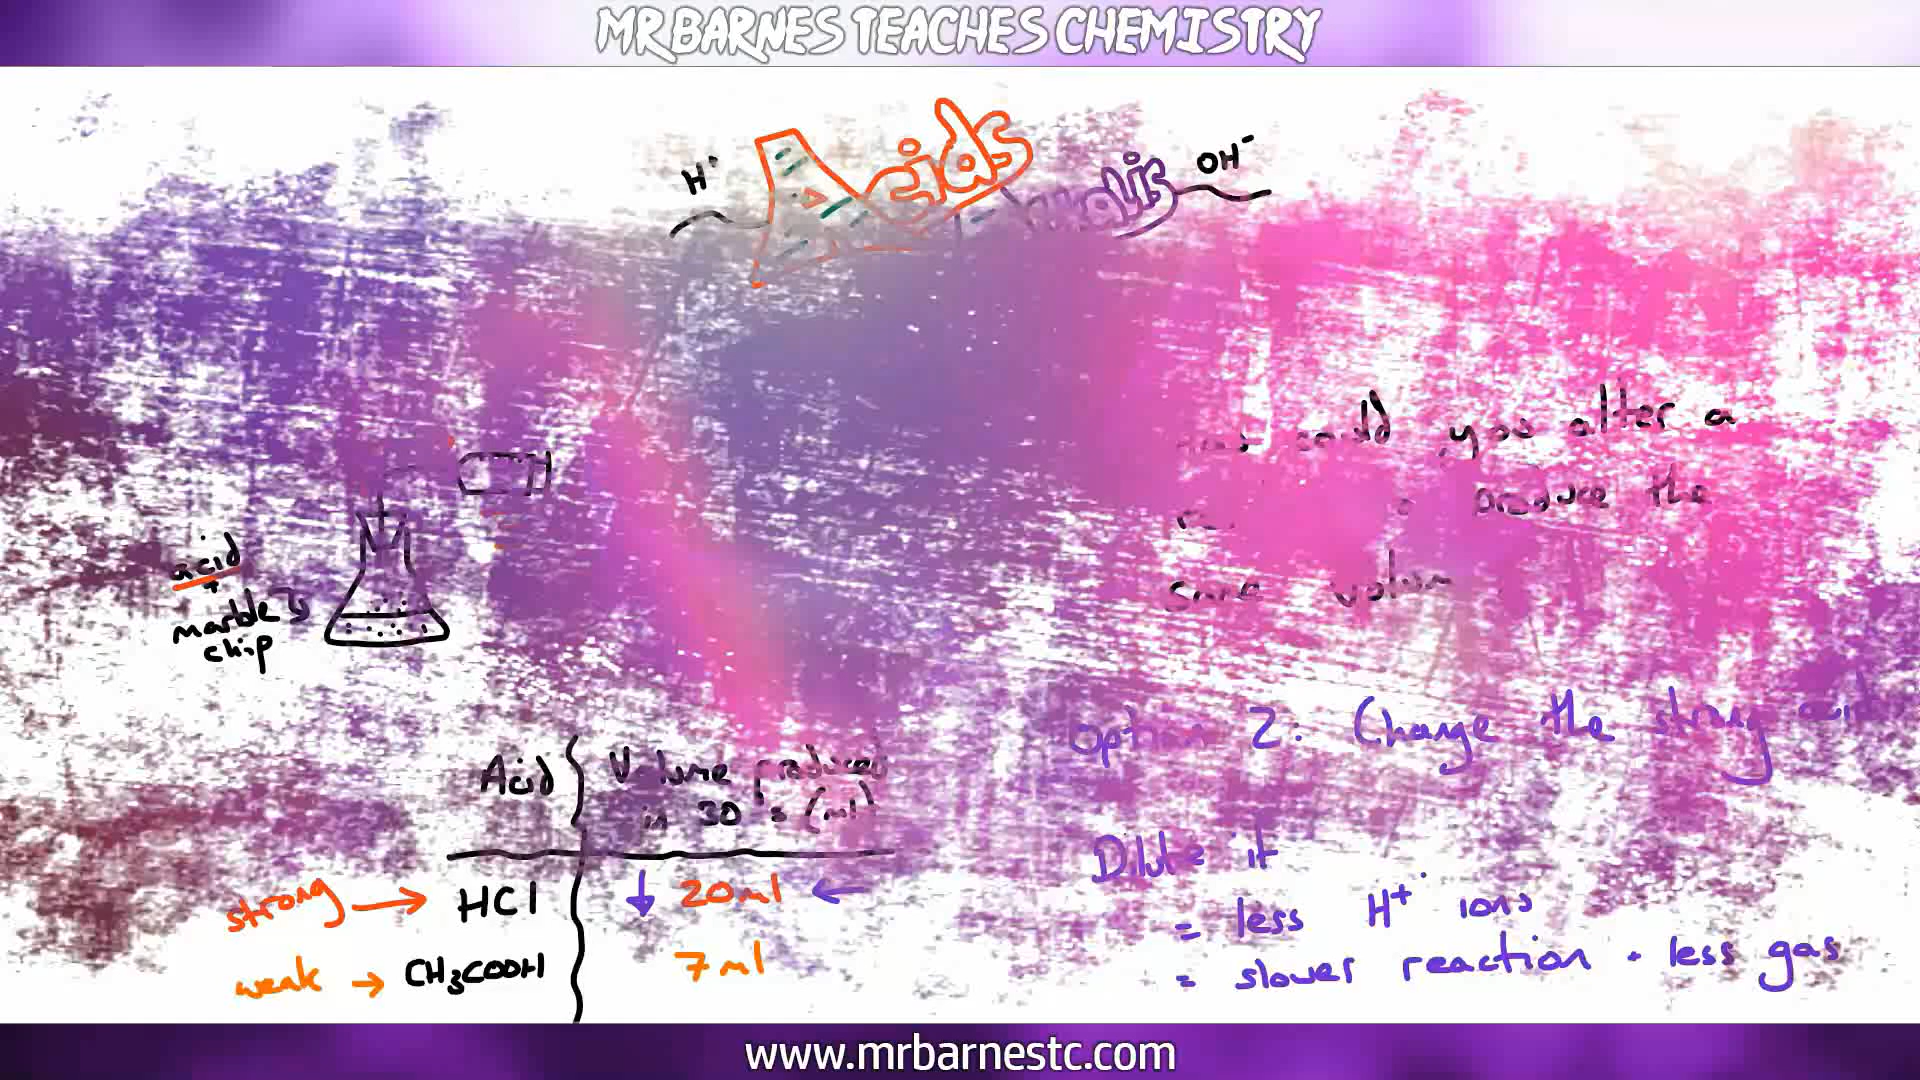 MR BARNES TEACHES CHEMISTRY
H⁺ Acids OH⁻
could you alter a
produce the
same
acid
+
marble
chip
Option 2: Change the strong acid
Acid Volume produced
in 30 s (ml)
Dilute it
strong → HCl ↓ 20ml ←
= less H⁺ ions
weak → CH₃COOH 7ml
= slower reaction + less gas
www.mrbarnestc.com